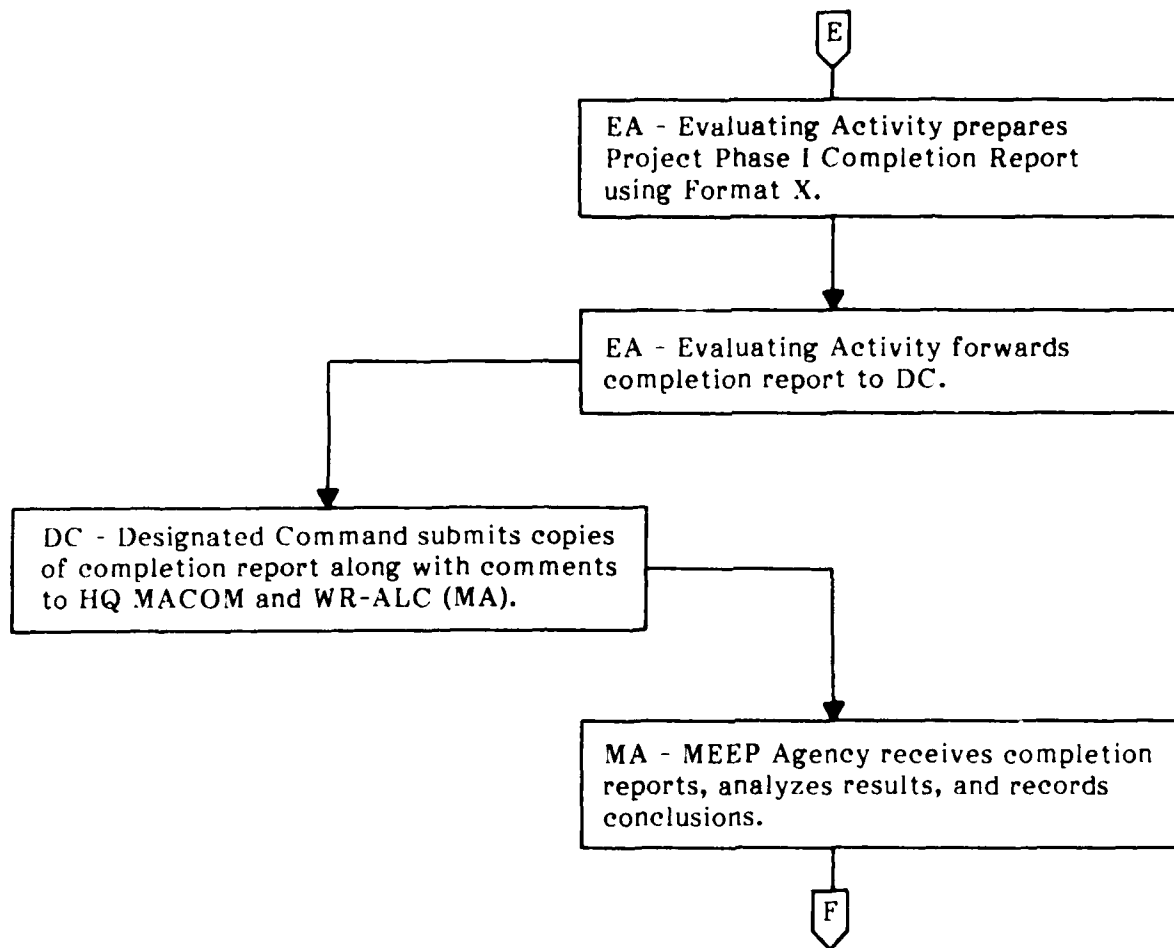 E
EA - Evaluating Activity prepares
Project Phase I Completion Report
using Format X.
EA - Evaluating Activity forwards
completion report to DC.
DC - Designated Command submits copies
of completion report along with comments
to HQ MACOM and WR-ALC (MA).
MA - MEEP Agency receives completion
reports, analyzes results, and records
conclusions.
F